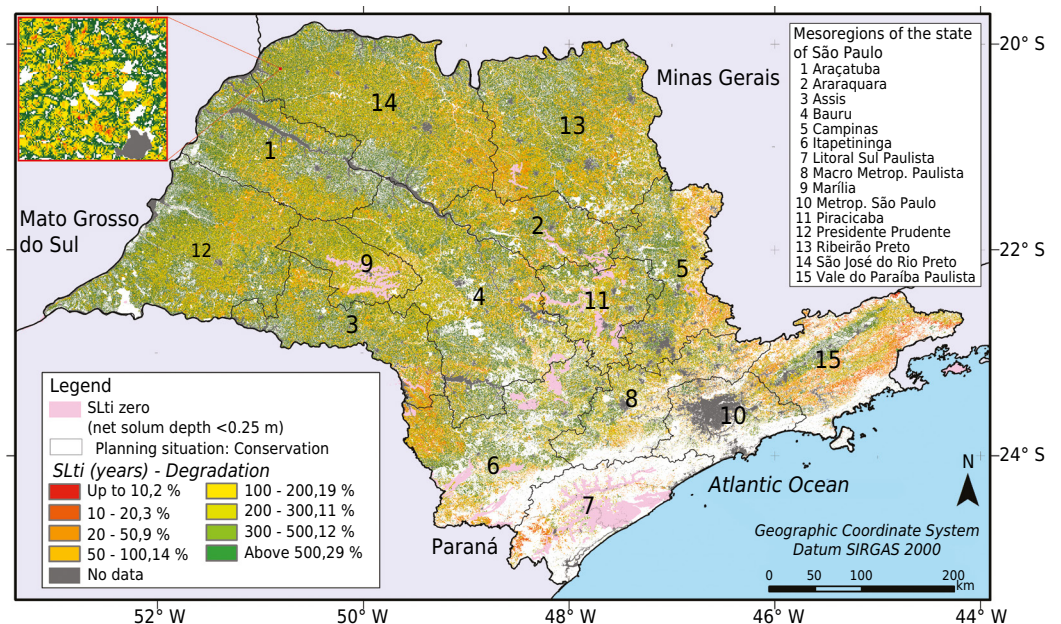 Mesoregions of the state
of São Paulo
1 Araçatuba
2 Araraquara
3 Assis
4 Bauru
5 Campinas
6 Itapetininga
7 Litoral Sul Paulista
8 Macro Metrop. Paulista
9 Marília
10 Metrop. São Paulo
11 Piracicaba
12 Presidente Prudente
13 Ribeirão Preto
14 São José do Rio Preto
15 Vale do Paraíba Paulista
20° S
22° S
24° S
Minas Gerais
Mato Grosso
do Sul
Paraná
Atlantic Ocean
14
13
1
2
12
9
5
4
11
3
15
8
10
6
7
Legend
SLti zero
(net solum depth <0.25 m)
Planning situation: Conservation
SLti (years) - Degradation
Up to 10,2 %
10 - 20,3 %
20 - 50,9 %
50 - 100,14 %
No data
100 - 200,19 %
200 - 300,11 %
300 - 500,12 %
Above 500,29 %
N
Geographic Coordinate System
Datum SIRGAS 2000
0 50 100 200
km
52° W 50° W 48° W 46° W 44° W